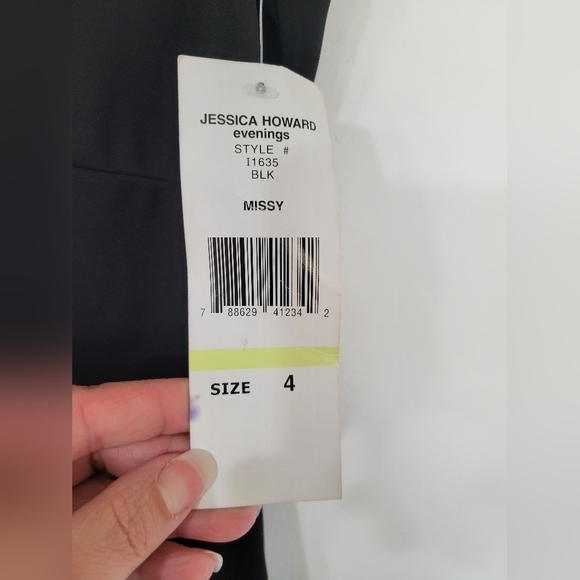 JESSICA HOWARD
evenings
STYLE #
I1635
BLK
MISSY
7 88629 41234 2
SIZE 4